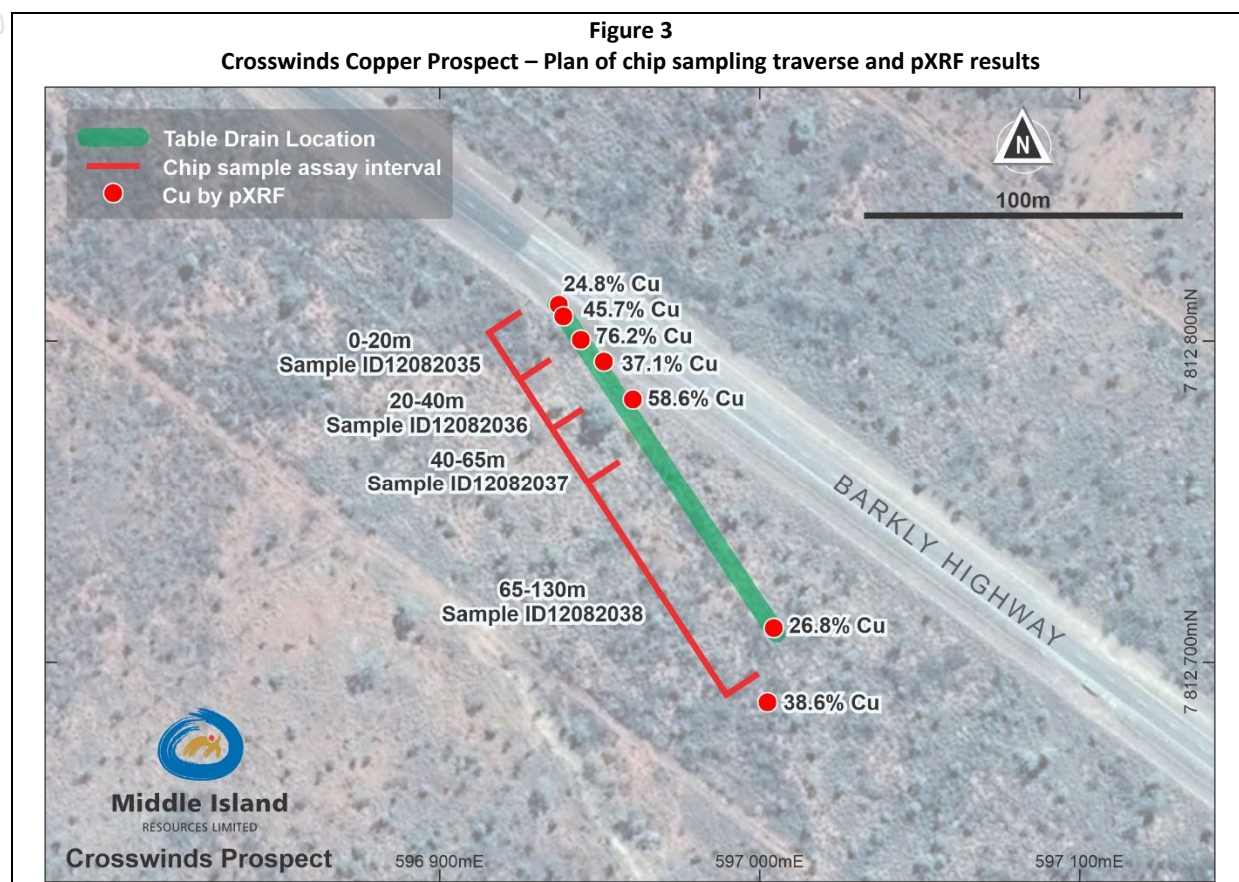 Figure 3
Crosswinds Copper Prospect – Plan of chip sampling traverse and pXRF results
Table Drain Location
Chip sample assay interval
Cu by pXRF
N
100m
24.8% Cu
45.7% Cu
76.2% Cu
37.1% Cu
58.6% Cu
0-20m
Sample ID12082035
20-40m
Sample ID12082036
40-65m
Sample ID12082037
65-130m
Sample ID12082038
26.8% Cu
38.6% Cu
BARKLY HIGHWAY
7 812 800mN
7 812 700mN
Middle Island
RESOURCES LIMITED
Crosswinds Prospect
596 900mE
597 000mE
597 100mE